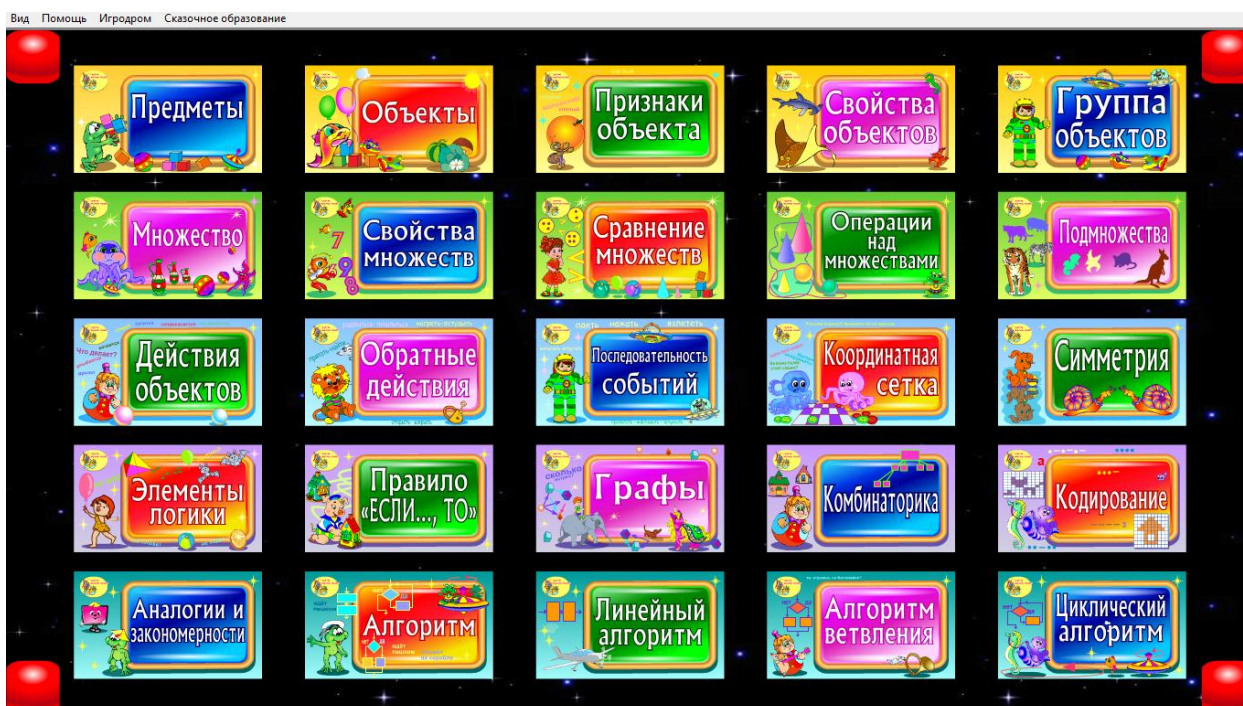 Вид Помощь Игродром Сказочное образование
Предметы
Объекты
Признаки
объекта
Свойства
объектов
Группа
объектов
Множество
Свойства
множеств
Сравнение
множеств
Операции
над
множествами
Подмножества
Что делает?
Действия
объектов
Обратные
действия
Последовательность
событий
Координатная
сетка
Симметрия
Элементы
логики
Правило
«ЕСЛИ..., ТО»
Графы
Комбинаторика
Кодирование
Аналогии и
закономерности
Алгоритм
Линейный
алгоритм
Алгоритм
ветвления
Циклический
алгоритм